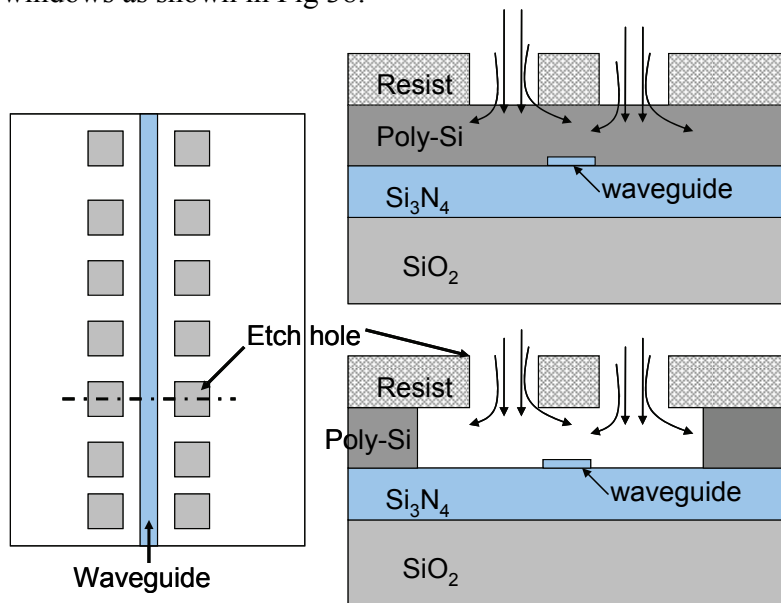 windows as shown in Fig 3b.
Resist
Poly-Si
waveguide
Si₃N₄
SiO₂
Etch hole
Resist
Poly-Si
waveguide
Si₃N₄
SiO₂
Waveguide